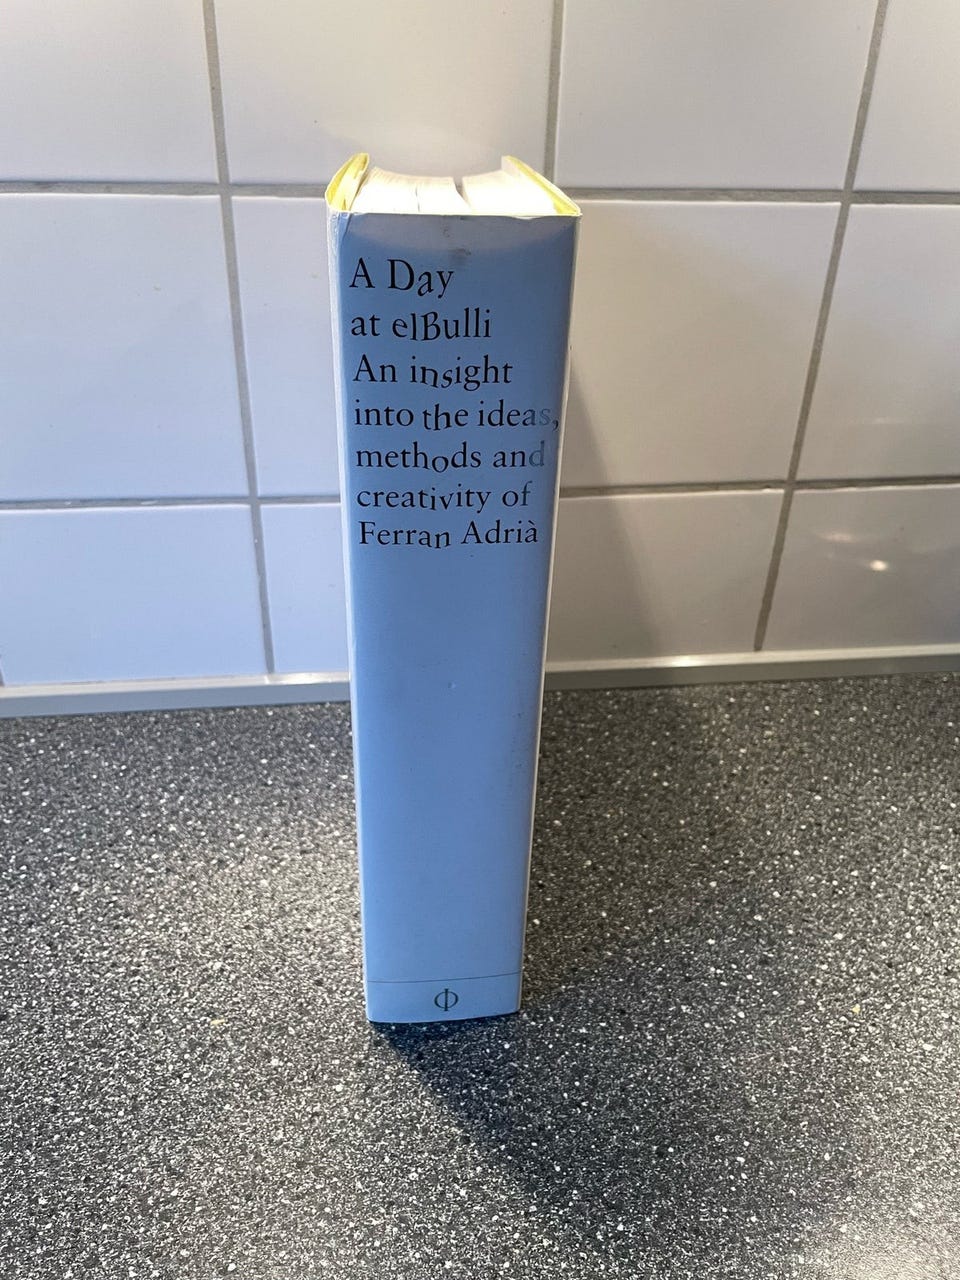 A Day
at elBulli
An insight
into the ideas,
methods and
creativity of
Ferran Adrià
Φ